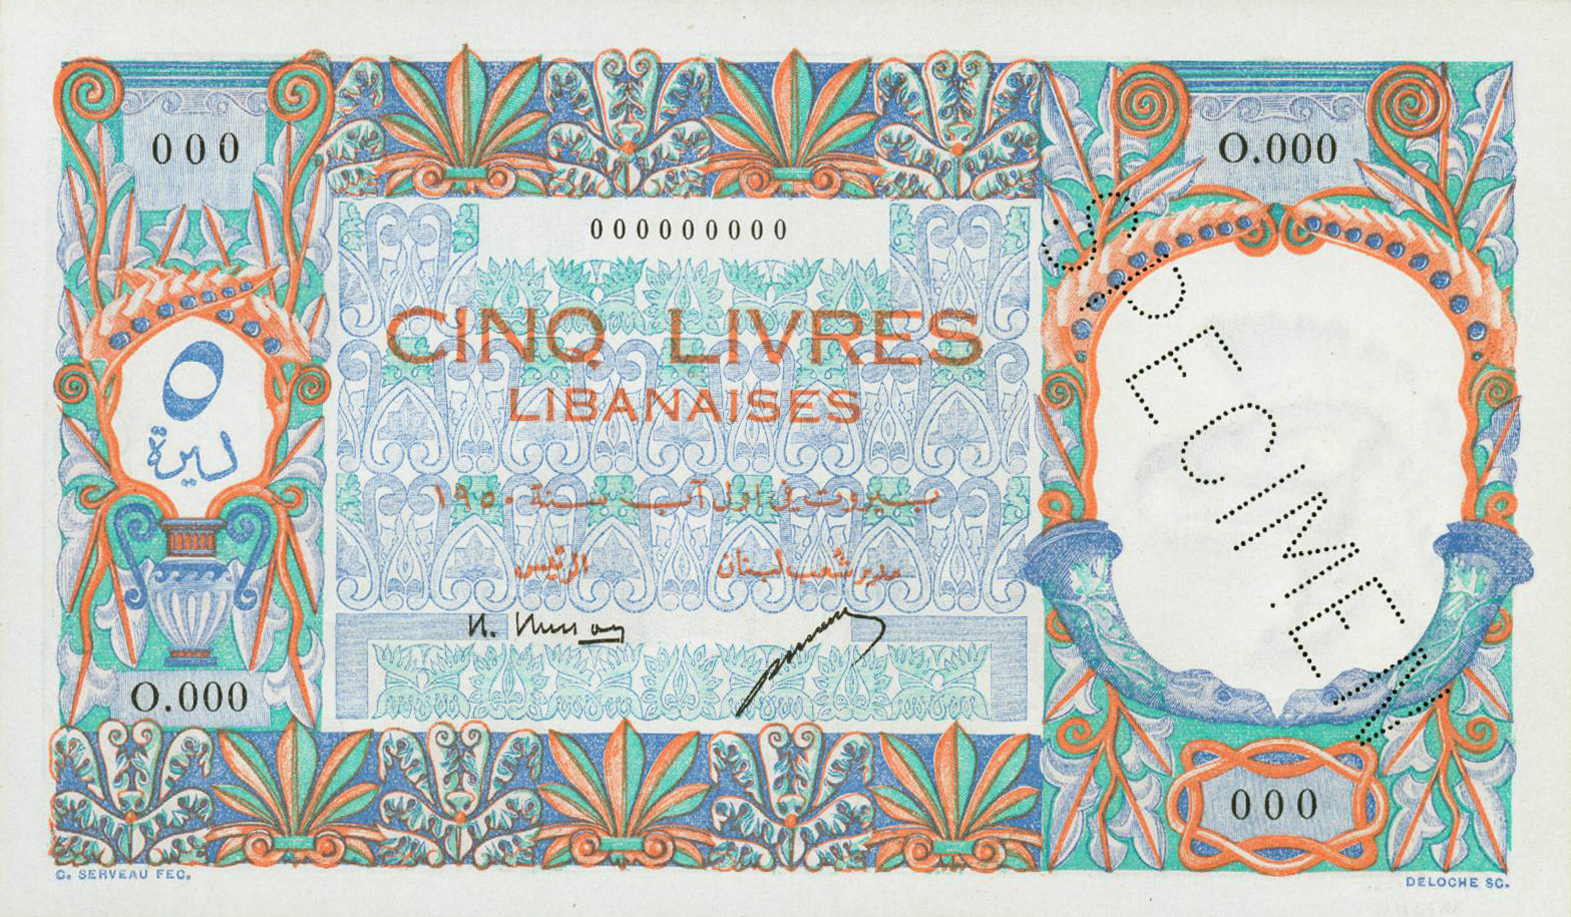 000
O.000
000000000
CINQ LIVRES
LIBANAISES
٥
ليرة
بيروت في اول آب سنة ١٩٥٠
الرئيس
مدير شعب لبنان
O.000
000
SPECIMEN
C. SERVEAU FEC.
DELOCHE SC.